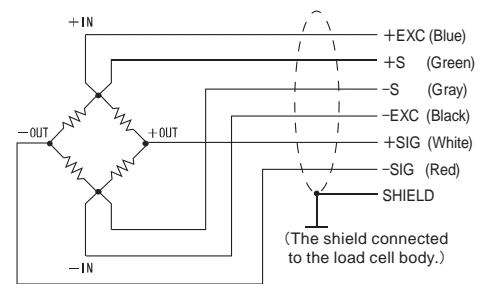 +IN
+EXC (Blue)
+S (Green)
-S (Gray)
-EXC (Black)
-OUT
+OUT
+SIG (White)
-SIG (Red)
SHIELD
(The shield connected
to the load cell body.)
-IN